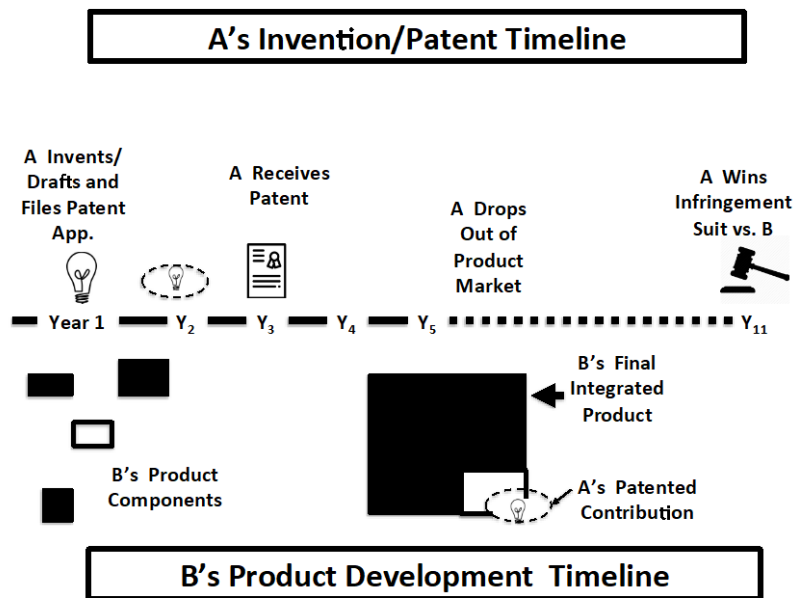 A's Invention/Patent Timeline
A Invents/
Drafts and
Files Patent
App.
A Receives
Patent
A Drops
Out of
Product
Market
A Wins
Infringement
Suit vs. B
Year 1 Y2 Y3 Y4 Y5 Y11
B's Final
Integrated
Product
B's Product
Components
A's Patented
Contribution
B's Product Development Timeline